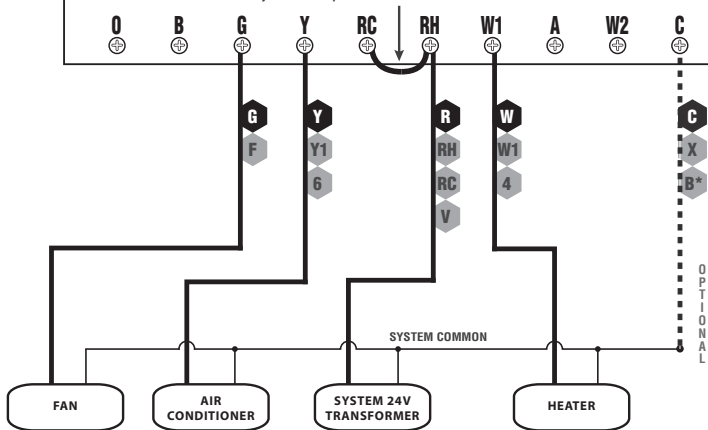 O B G Y RC RH W1 A W2 C
G Y R W C
F Y1 RH W1 X
6 RC 4 B*
V
OPTIONAL
SYSTEM COMMON
FAN
AIR
CONDITIONER
SYSTEM 24V
TRANSFORMER
HEATER